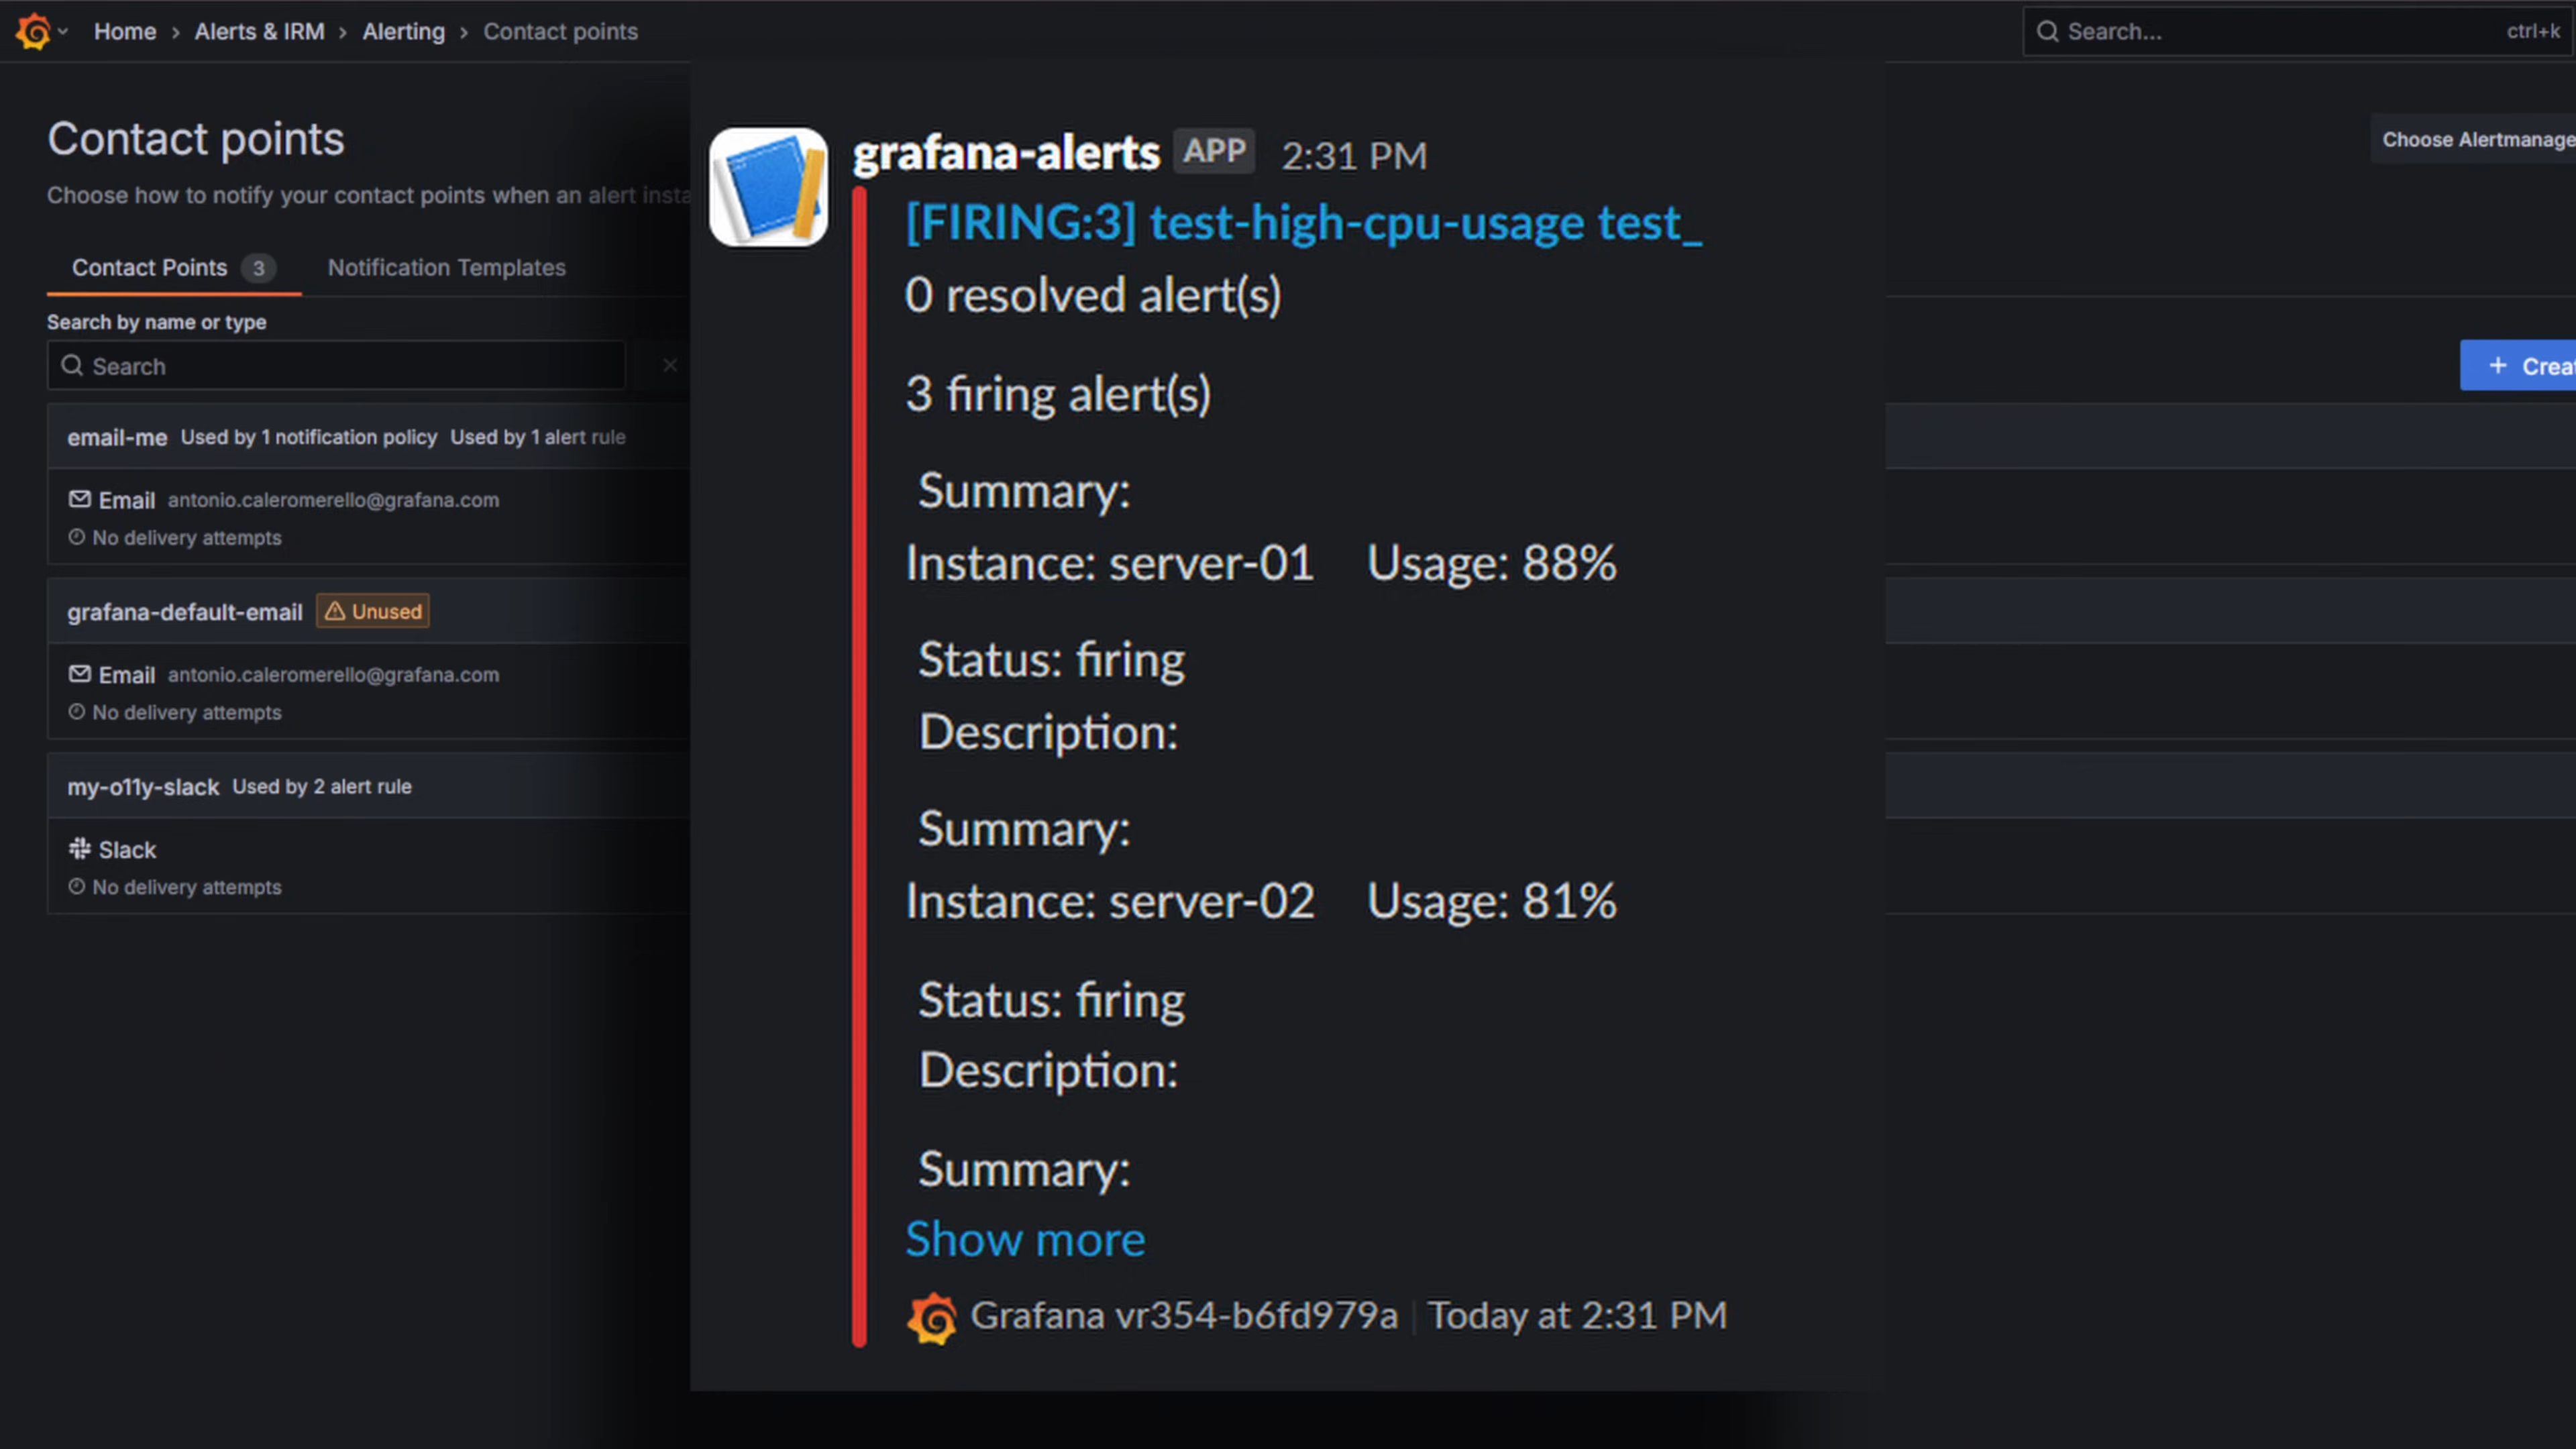 Home › Alerts & IRM › Alerting › Contact points
Search... ctrl+k
Contact points
Choose how to notify your contact points when an alert insta
Choose Alertmanage
Contact Points 3 Notification Templates
Search by name or type
Search
+ Creat
email-me Used by 1 notification policy Used by 1 alert rule
Email antonio.caleromerello@grafana.com
No delivery attempts
grafana-default-email Unused
Email antonio.caleromerello@grafana.com
No delivery attempts
my-o11y-slack Used by 2 alert rule
Slack
No delivery attempts
grafana-alerts APP 2:31 PM
[FIRING:3] test-high-cpu-usage test_
0 resolved alert(s)
3 firing alert(s)
Summary:
Instance: server-01 Usage: 88%
Status: firing
Description:
Summary:
Instance: server-02 Usage: 81%
Status: firing
Description:
Summary:
Show more
Grafana vr354-b6fd979a | Today at 2:31 PM